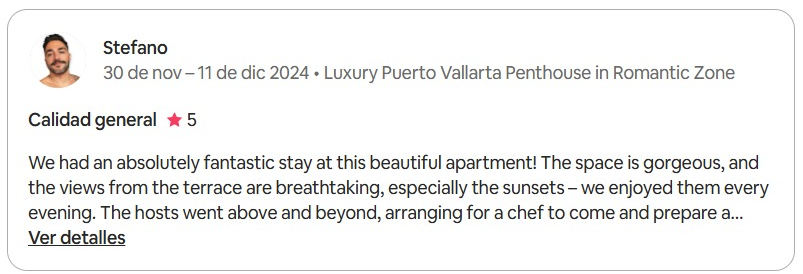 Stefano
30 de nov – 11 de dic 2024 • Luxury Puerto Vallarta Penthouse in Romantic Zone
Calidad general ★ 5
We had an absolutely fantastic stay at this beautiful apartment! The space is gorgeous, and
the views from the terrace are breathtaking, especially the sunsets – we enjoyed them every
evening. The hosts went above and beyond, arranging for a chef to come and prepare a...
Ver detalles